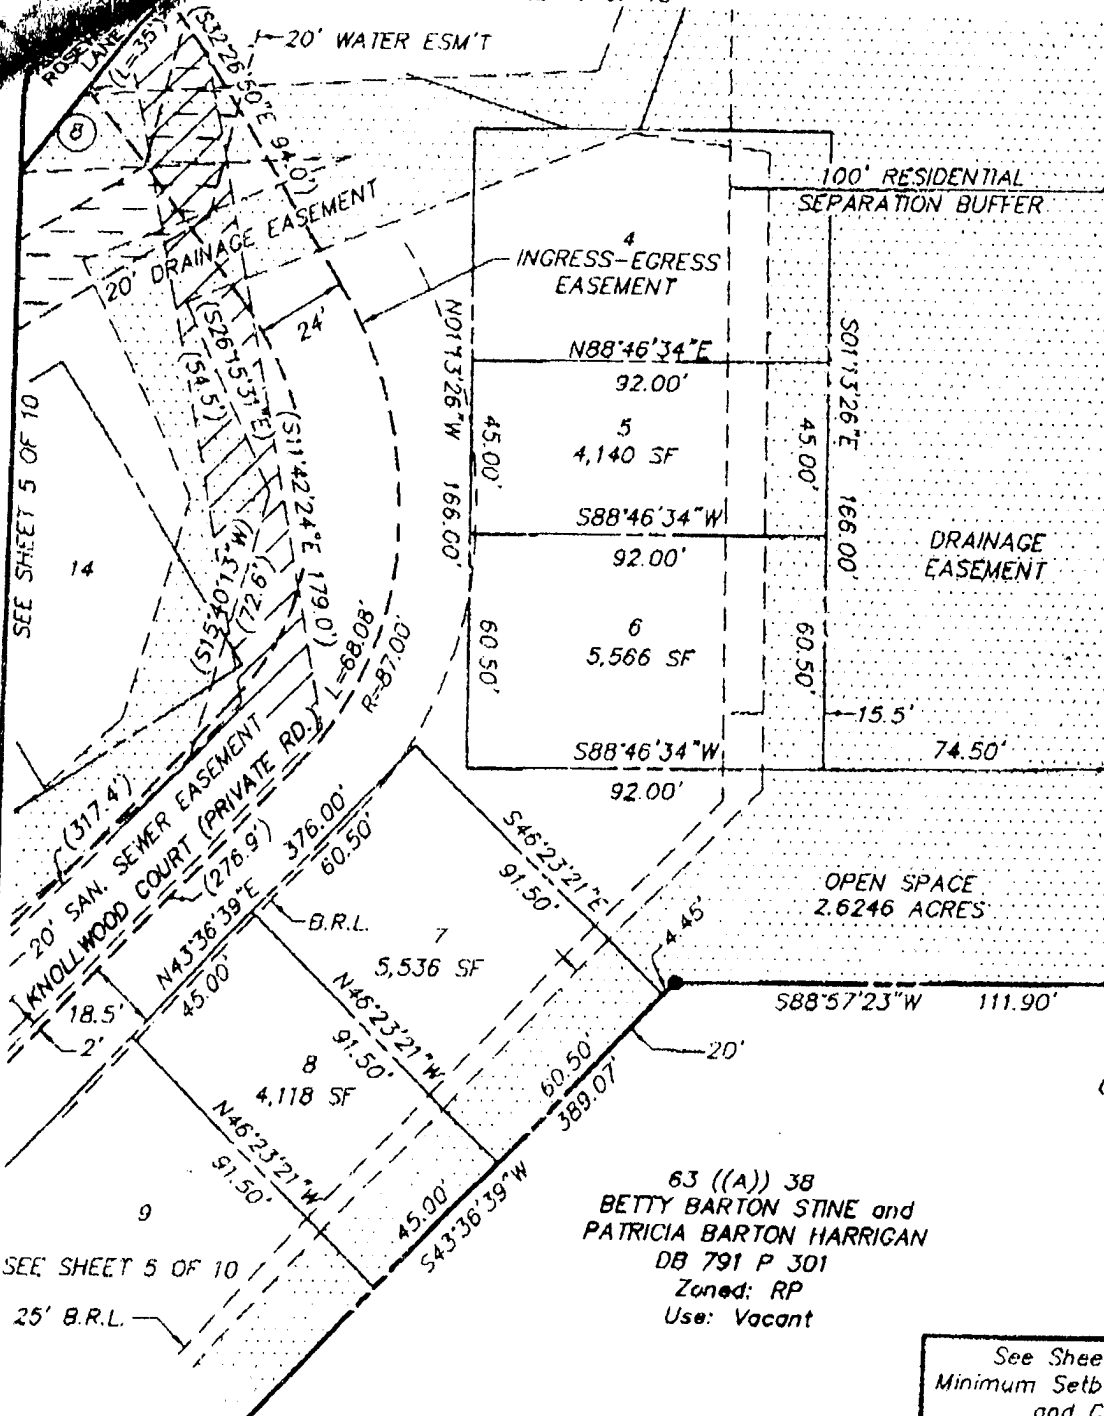 ROSE
LANE
(L=35')
(S32°26'50"E 94.0')
20' WATER ESM'T
8
100' RESIDENTIAL
SEPARATION BUFFER
20' DRAINAGE EASEMENT
4
INGRESS-EGRESS
EASEMENT
24'
(S26°15'31"E)
(54.5')
N01°13'26"W 166.00'
S01°13'26"E 166.00'
N88°46'34"E
92.00'
45.00'
5
4,140 SF
45.00'
SEE SHEET 5 OF 10
(S11°42'24"E 179.0')
S88°46'34"W
92.00'
DRAINAGE
EASEMENT
14
(S15°40'13"W)
(72.6')
L=68.08'
R=87.00'
60.50'
6
5,566 SF
60.50'
15.5'
S88°46'34"W
92.00'
74.50'
(317.4')
20' SAN. SEWER EASEMENT
KNOLLWOOD COURT (PRIVATE RD.)
(276.9')
376.00'
60.50'
S46°23'21"E
91.50'
OPEN SPACE
2.6246 ACRES
N43°36'39"E
45.00'
B.R.L.
7
5,536 SF
4.45'
S88°57'23"W 111.90'
18.5'
2'
N46°23'21"W
91.50'
20'
8
4,118 SF
60.50'
389.07'
N46°23'21"W
91.50'
45.00'
S43°36'39"W
9
SEE SHEET 5 OF 10
25' B.R.L.
63 ((A)) 38
BETTY BARTON STINE and
PATRICIA BARTON HARRIGAN
DB 791 P 301
Zoned: RP
Use: Vacant
See Shee
Minimum Setb
and